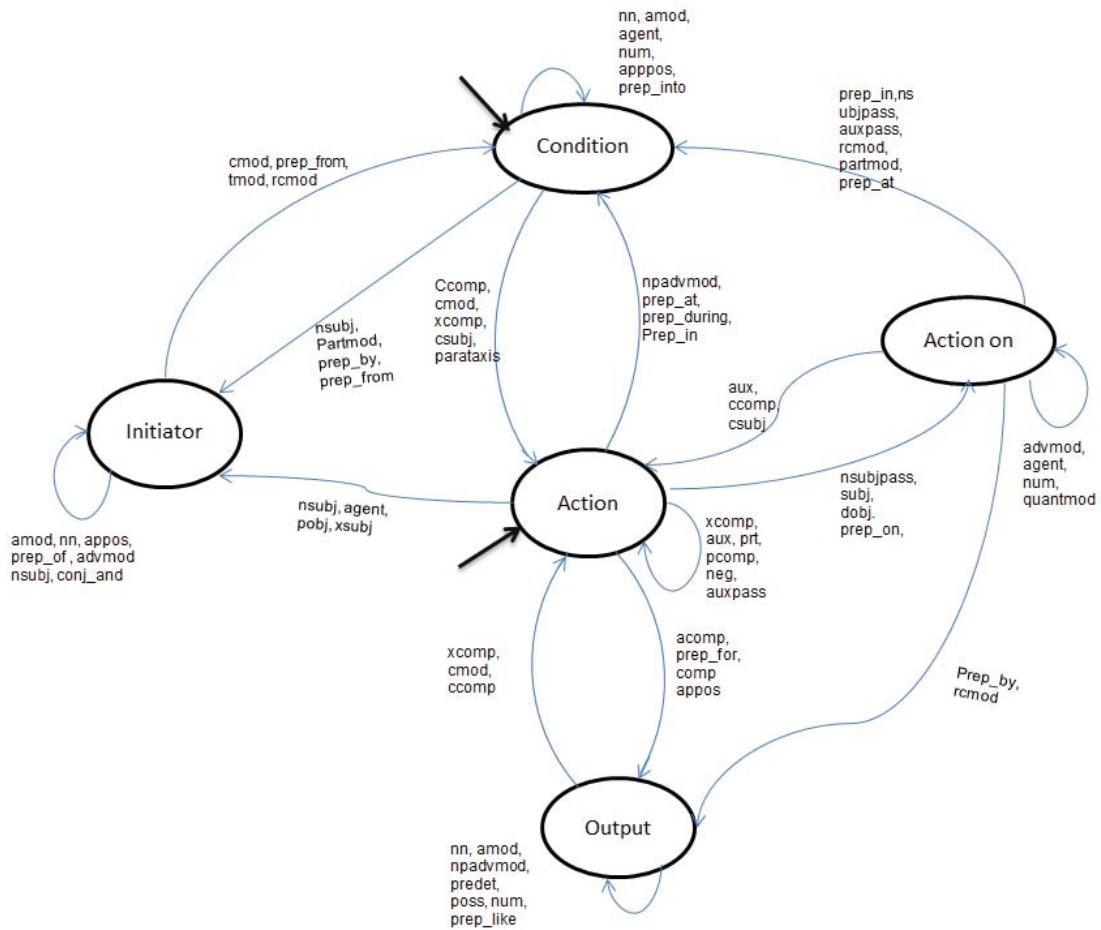 nn, amod,
agent,
num,
apppos,
prep_into
Condition
prep_in,ns
ubjpass,
auxpass,
rcmod,
partmod,
prep_at
cmod, prep_from,
tmod, rcmod
Ccomp,
cmod,
xcomp,
csubj,
parataxis
npadvmod,
prep_at,
prep_during,
Prep_in
nsubj,
Partmod,
prep_by,
prep_from
Action on
aux,
ccomp,
csubj
Initiator
advmod,
agent,
num,
quantmod
nsubj, agent,
pobj, xsubj
Action
nsubjpass,
subj,
dobj.
prep_on,
amod, nn, appos,
prep_of , advmod
nsubj, conj_and
xcomp,
aux, prt,
pcomp,
neg,
auxpass
xcomp,
cmod,
ccomp
acomp,
prep_for,
comp
appos
Prep_by,
rcmod
Output
nn, amod,
npadvmod,
predet,
poss, num,
prep_like